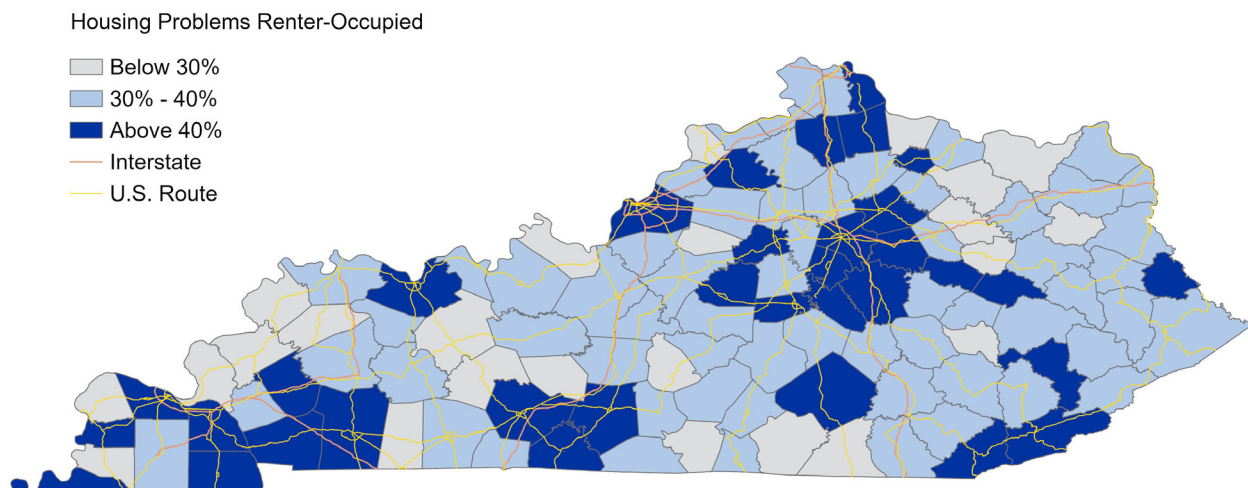 Housing Problems Renter-Occupied
Below 30%
30% - 40%
Above 40%
Interstate
U.S. Route